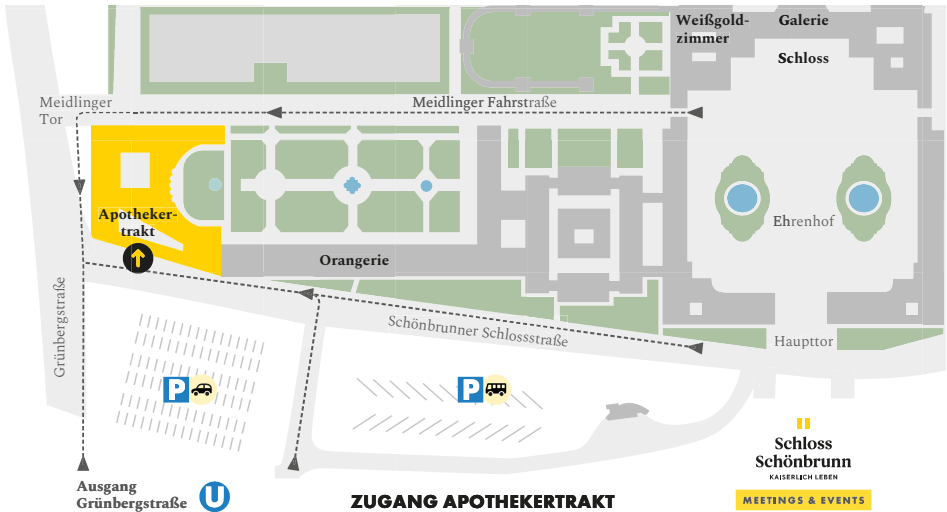 Weißgold-
zimmer
Galerie
Schloss
Meidlinger
Tor
Meidlinger Fahrstraße
Apotheker-
trakt
Ehrenhof
Orangerie
Grünbergstraße
Schönbrunner Schlossstraße
Haupttor
P
P
Ausgang
Grünbergstraße
U
ZUGANG APOTHEKERTRAKT
Schloss
Schönbrunn
KAISERLICH LEBEN
MEETINGS & EVENTS